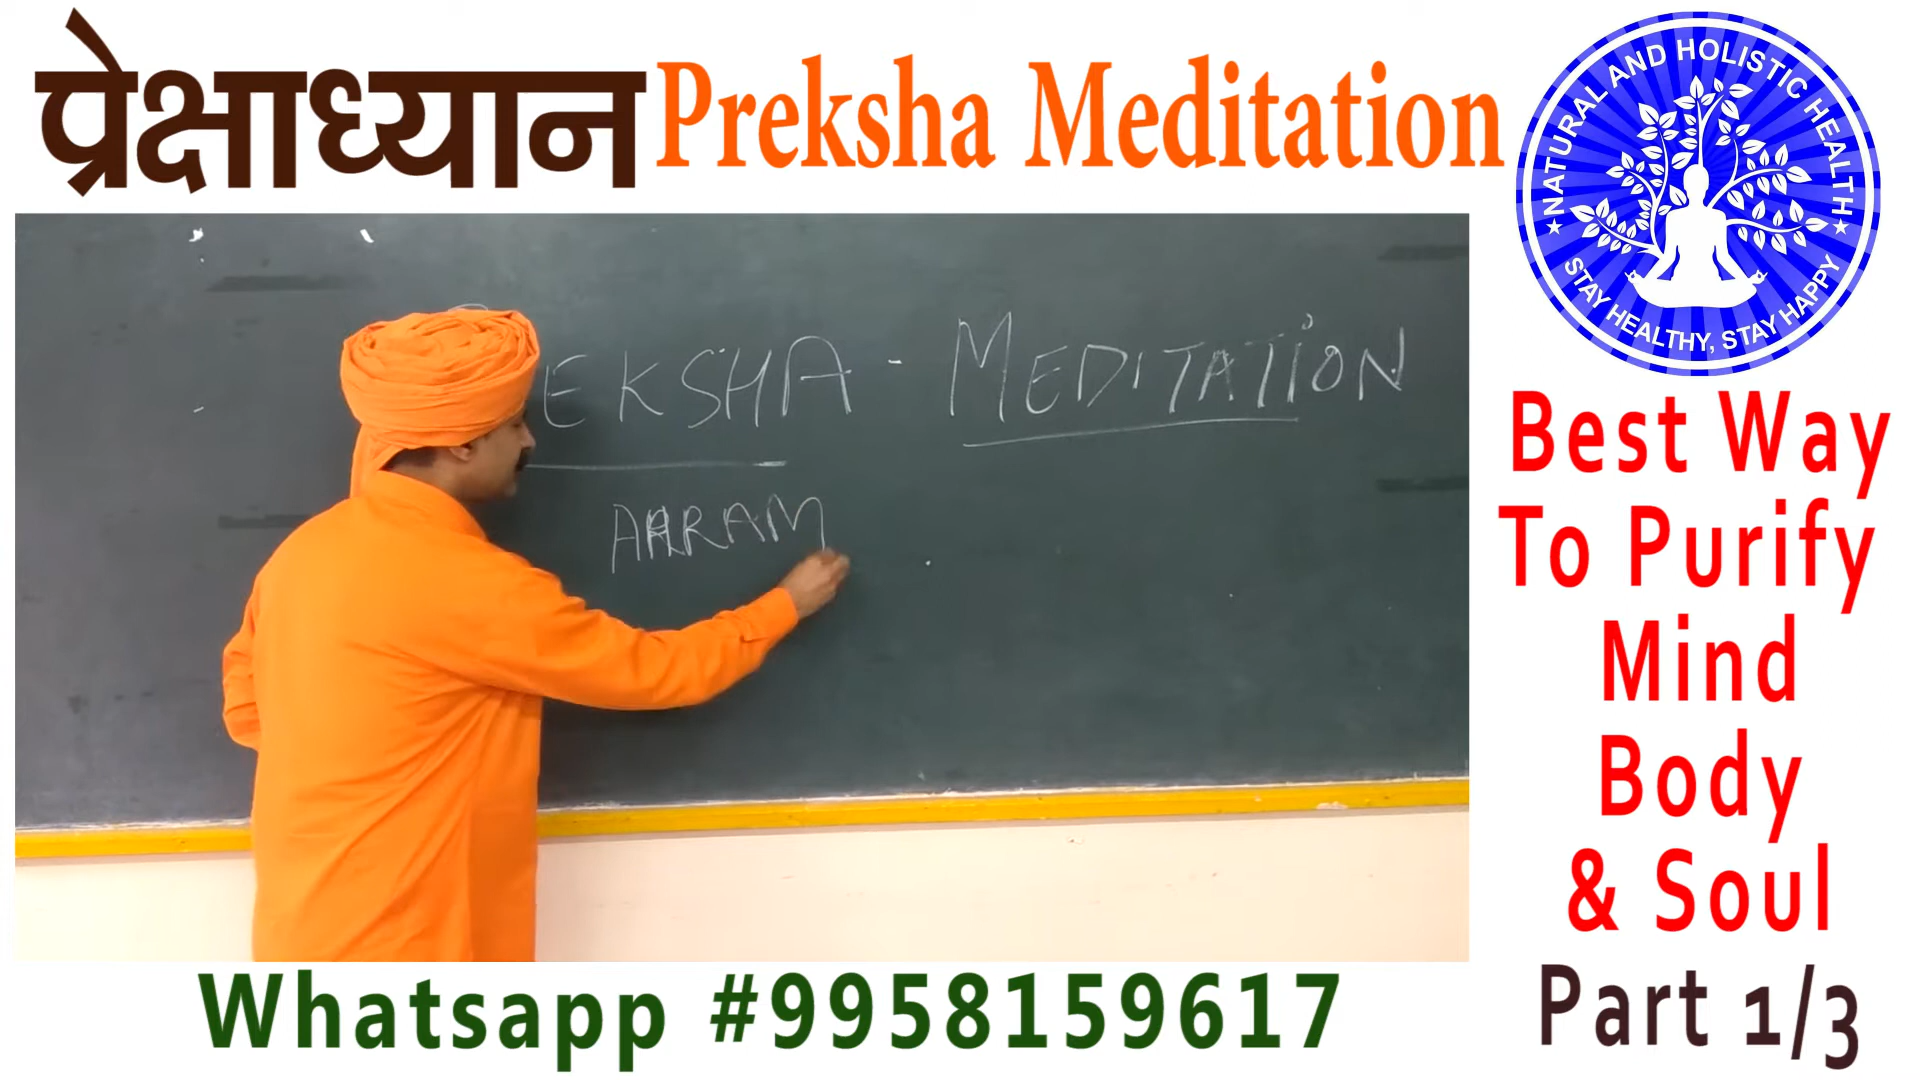 प्रेक्षाध्यान Preksha Meditation
NATURAL AND HOLISTIC HEALTH
STAY HEALTHY, STAY HAPPY
EKSHA - MEDITATION
AARAM
Best Way
To Purify
Mind
Body
& Soul
Part 1/3
Whatsapp #9958159617